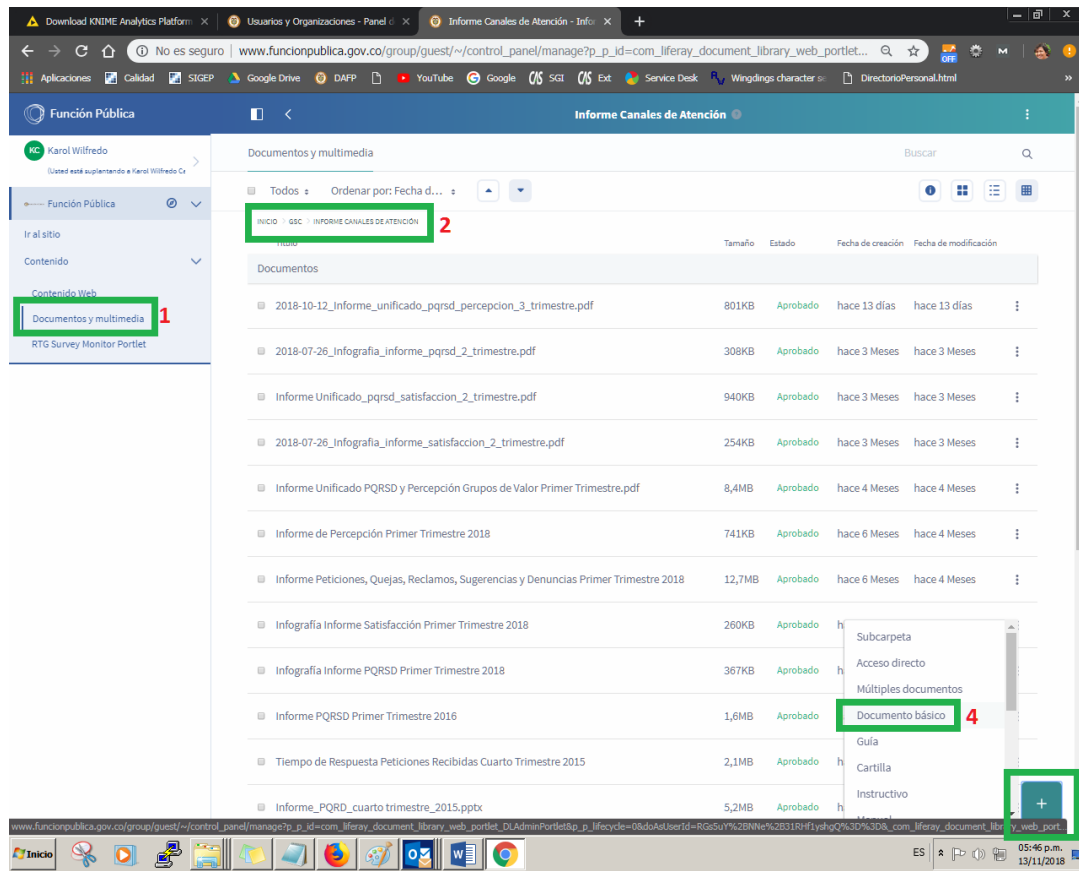 Download KNIME Analytics Platform
Usuarios y Organizaciones - Panel d
Informe Canales de Atención - Infor
No es seguro | www.funcionpublica.gov.co/group/guest/~/control_panel/manage?p_p_id=com_liferay_document_library_web_portlet...
OFF
Aplicaciones Calidad SIGEP Google Drive DAFP YouTube Google SGI Ext Service Desk Wingdings character se DirectorioPersonal.html »
Función Pública
Informe Canales de Atención
KC Karol Wilfredo
(Usted está suplantando a Karol Wilfredo Ca
Documentos y multimedia
Buscar
Todos
Ordenar por: Fecha d...
Función Pública
INICIO > GSC > INFORME CANALES DE ATENCIÓN
2
Ir al sitio
Título Tamaño Estado Fecha de creación Fecha de modificación
Contenido
Documentos
Contenido Web
Documentos y multimedia
1
RTG Survey Monitor Portlet
2018-10-12_Informe_unificado_pqrsd_percepcion_3_trimestre.pdf 801KB Aprobado hace 13 días hace 13 días
2018-07-26_Infografia_informe_pqrsd_2_trimestre.pdf 308KB Aprobado hace 3 Meses hace 3 Meses
Informe Unificado_pqrsd_satisfaccion_2_trimestre.pdf 940KB Aprobado hace 3 Meses hace 3 Meses
2018-07-26_Infografia_informe_satisfaccion_2_trimestre.pdf 254KB Aprobado hace 3 Meses hace 3 Meses
Informe Unificado PQRSD y Percepción Grupos de Valor Primer Trimestre.pdf 8,4MB Aprobado hace 4 Meses hace 4 Meses
Informe de Percepción Primer Trimestre 2018 741KB Aprobado hace 6 Meses hace 4 Meses
Informe Peticiones, Quejas, Reclamos, Sugerencias y Denuncias Primer Trimestre 2018 12,7MB Aprobado hace 6 Meses hace 4 Meses
Infografía Informe Satisfacción Primer Trimestre 2018 260KB Aprobado h
Infografía Informe PQRSD Primer Trimestre 2018 367KB Aprobado h
Informe PQRSD Primer Trimestre 2016 1,6MB Aprobado
Tiempo de Respuesta Peticiones Recibidas Cuarto Trimestre 2015 2,1MB Aprobado h
Informe_PQRD_cuarto trimestre_2015.pptx 5,2MB Aprobado h
Subcarpeta
Acceso directo
Múltiples documentos
Documento básico
4
Guía
Cartilla
Instructivo
Manual
+
Inicio
ES
05:46 p.m.
13/11/2018